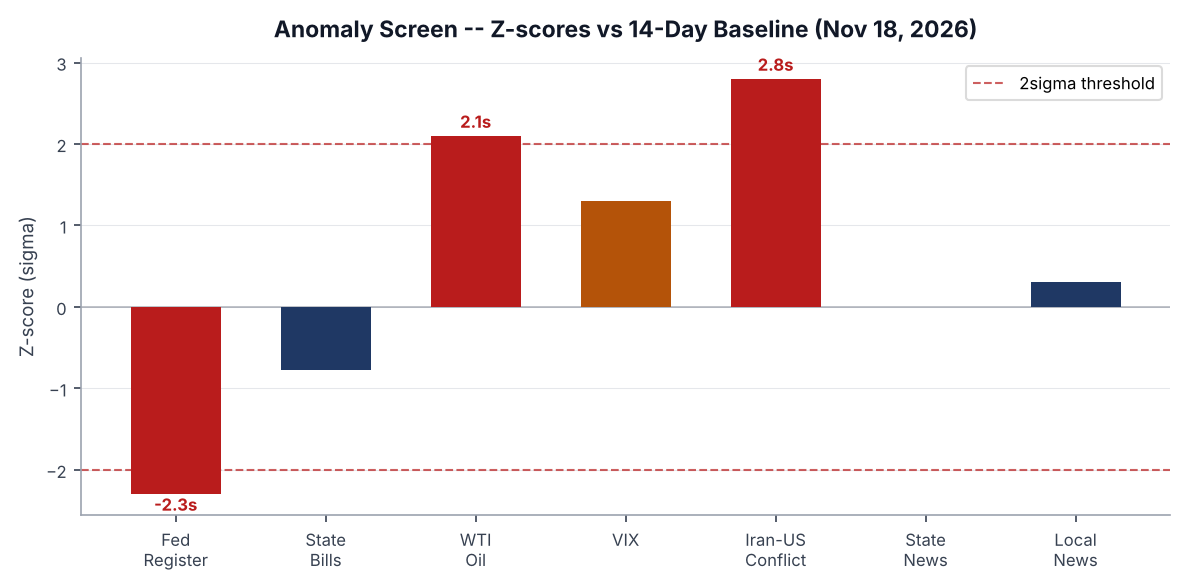 Anomaly Screen -- Z-scores vs 14-Day Baseline (Nov 18, 2026)
2sigma threshold
Z-score (sigma)
3
2
1
0
−1
−2
2.8s
2.1s
-2.3s
Fed
Register
State
Bills
WTI
Oil
VIX
Iran-US
Conflict
State
News
Local
News